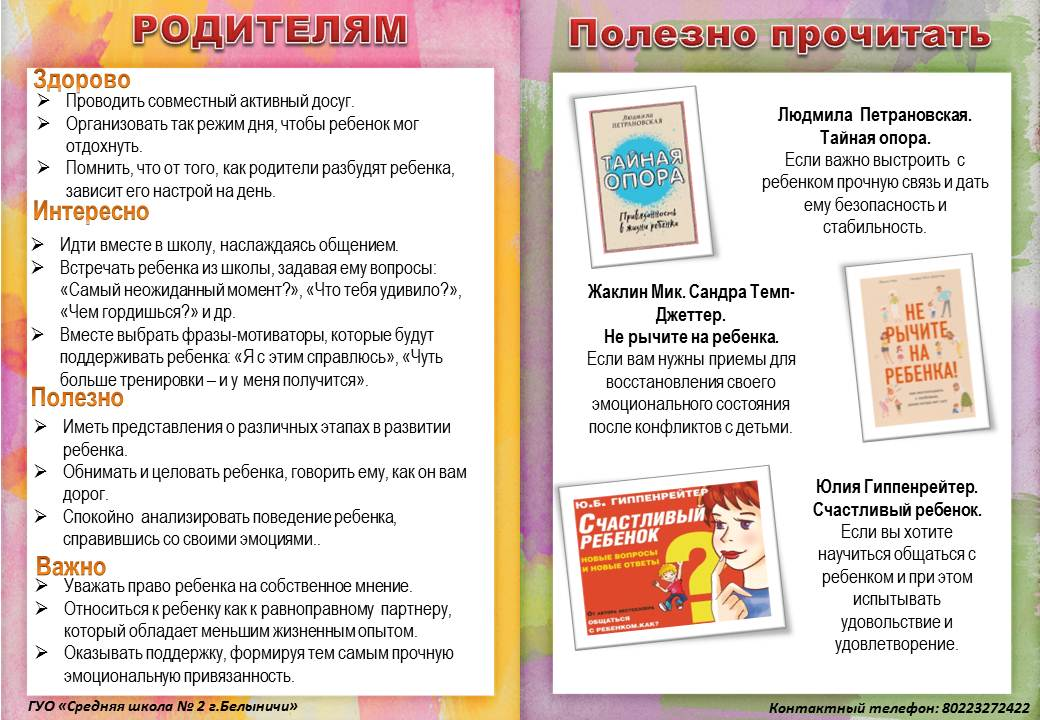 РОДИТЕЛЯМ
Здорово
Проводить совместный активный досуг.
Организовать так режим дня, чтобы ребенок мог
отдохнуть.
Помнить, что от того, как родители разбудят ребенка,
зависит его настрой на день.
Интересно
Идти вместе в школу, наслаждаясь общением.
Встречать ребенка из школы, задавая ему вопросы:
«Самый неожиданный момент?», «Что тебя удивило?»,
«Чем гордишься?» и др.
Вместе выбрать фразы-мотиваторы, которые будут
поддерживать ребенка: «Я с этим справлюсь», «Чуть
больше тренировки – и у меня получится».
Полезно
Иметь представления о различных этапах в развитии
ребенка.
Обнимать и целовать ребенка, говорить ему, как он вам
дорог.
Спокойно анализировать поведение ребенка,
справившись со своими эмоциями..
Важно
Уважать право ребенка на собственное мнение.
Относиться к ребенку как к равноправному партнеру,
который обладает меньшим жизненным опытом.
Оказывать поддержку, формируя тем самым прочную
эмоциональную привязанность.
ГУО «Средняя школа № 2 г.Белыничи»
Полезно прочитать
Людмила
ПЕТРАНОВСКАЯ
ТАЙНАЯ
ОПОРА
Привязанность
в жизни ребенка
Людмила Петрановская.
Тайная опора.
Если важно выстроить с
ребенком прочную связь и дать
ему безопасность и
стабильность.
Жаклин Мик. Сандра Темп-
Джеттер.
Не рычите на ребенка.
Если вам нужны приемы для
восстановления своего
эмоционального состояния
после конфликтов с детьми.
НЕ
РЫЧИТЕ
НА
РЕБЕНКА!
Ю.Б. ГИППЕНРЕЙТЕР
СЧАСТЛИВЫЙ
РЕБЕНОК
НОВЫЕ ВОПРОСЫ
И НОВЫЕ ОТВЕТЫ
ОТ АВТОРА БЕСТСЕЛЛЕРА
ОБЩАТЬСЯ
С РЕБЕНКОМ.КАК?
Юлия Гиппенрейтер.
Счастливый ребенок.
Если вы хотите
научиться общаться с
ребенком и при этом
испытывать
удовольствие и
удовлетворение.
Контактный телефон: 80223272422